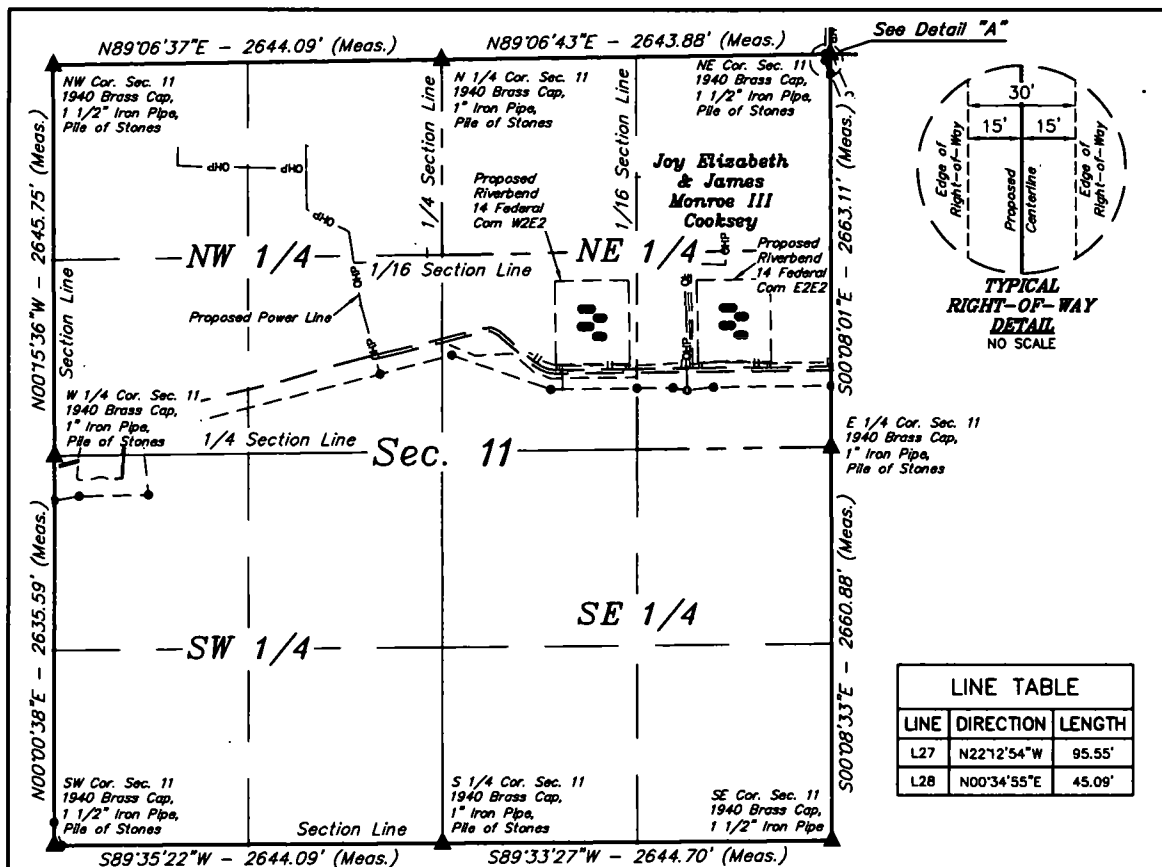 N89°06'37"E - 2644.09' (Meas.)
N89°06'43"E - 2643.88' (Meas.)
See Detail "A"
NW Cor. Sec. 11
1940 Brass Cap,
1 1/2" Iron Pipe,
Pile of Stones
N 1/4 Cor. Sec. 11
1940 Brass Cap,
1" Iron Pipe,
Pile of Stones
NE Cor. Sec. 11
1940 Brass Cap,
1 1/2" Iron Pipe,
Pile of Stones
30'
15'
15'
Edge of
Right-of-Way
Proposed
Centerline
Edge of
Right-of-Way
TYPICAL
RIGHT-OF-WAY
DETAIL
NO SCALE
N00°15'36"W - 2645.75' (Meas.)
Section Line
1/4 Section Line
1/16 Section Line
S00°08'01"E - 2663.11' (Meas.)
OHP
OHP
OHP
OHP
OHP
OHP
OHP
OHP
Proposed
Riverbend
14 Federal
Com W2E2
Joy Elizabeth
& James
Monroe III
Cooksey
Proposed
Riverbend
14 Federal
Com E2E2
NW 1/4
NE 1/4
1/16 Section Line
Proposed Power Line
W 1/4 Cor. Sec. 11
1940 Brass Cap,
1" Iron Pipe,
Pile of Stones
1/4 Section Line
Sec. 11
E 1/4 Cor. Sec. 11
1940 Brass Cap,
1" Iron Pipe,
Pile of Stones
N00°00'38"E - 2635.59' (Meas.)
S00°08'33"E - 2660.88' (Meas.)
SW 1/4
SE 1/4
LINE TABLE
LINE DIRECTION LENGTH
L27 N22°12'54"W 95.55'
L28 N00°34'55"E 45.09'
SW Cor. Sec. 11
1940 Brass Cap,
1 1/2" Iron Pipe,
Pile of Stones
Section Line
S 1/4 Cor. Sec. 11
1940 Brass Cap,
1" Iron Pipe,
Pile of Stones
SE Cor. Sec. 11
1940 Brass Cap,
1 1/2" Iron Pipe
S89°35'22"W - 2644.09' (Meas.)
S89°33'27"W - 2644.70' (Meas.)